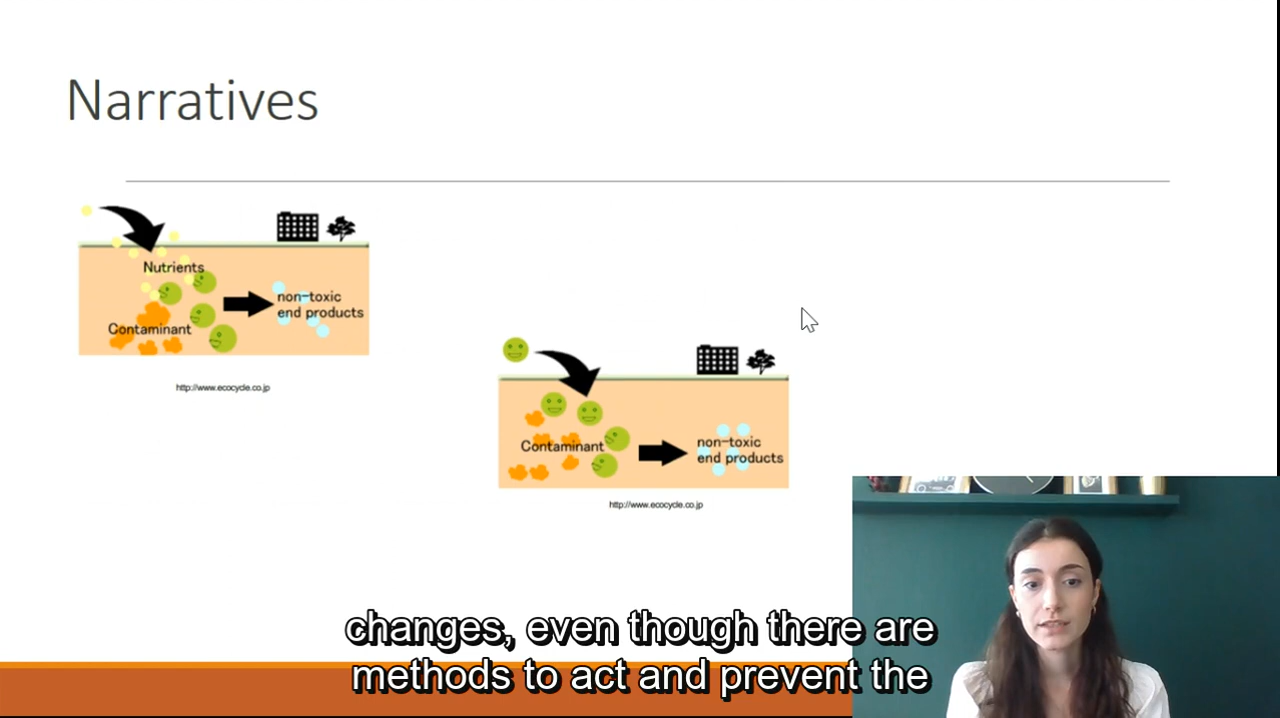 Narratives
Nutrients
non-toxic
end products
Contaminant
http://www.ecocycle.co.jp
Contaminant
non-toxic
end products
http://www.ecocycle.co.jp
changes, even though there are
methods to act and prevent the